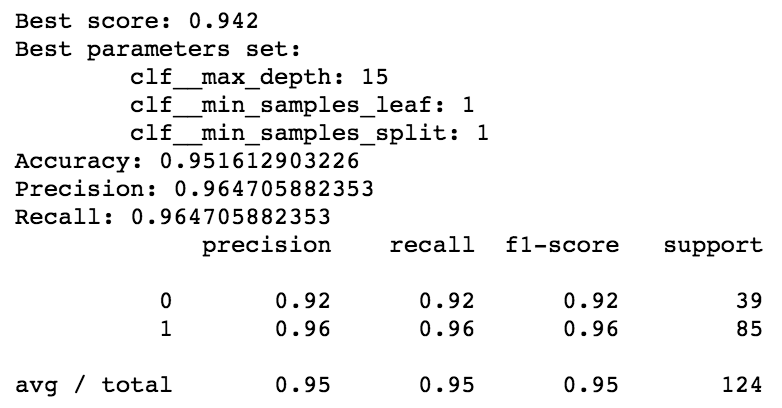 Best score: 0.942
Best parameters set:
clf__max_depth: 15
clf__min_samples_leaf: 1
clf__min_samples_split: 1
Accuracy: 0.951612903226
Precision: 0.964705882353
Recall: 0.964705882353
precision recall f1-score support
0 0.92 0.92 0.92 39
1 0.96 0.96 0.96 85
avg / total 0.95 0.95 0.95 124